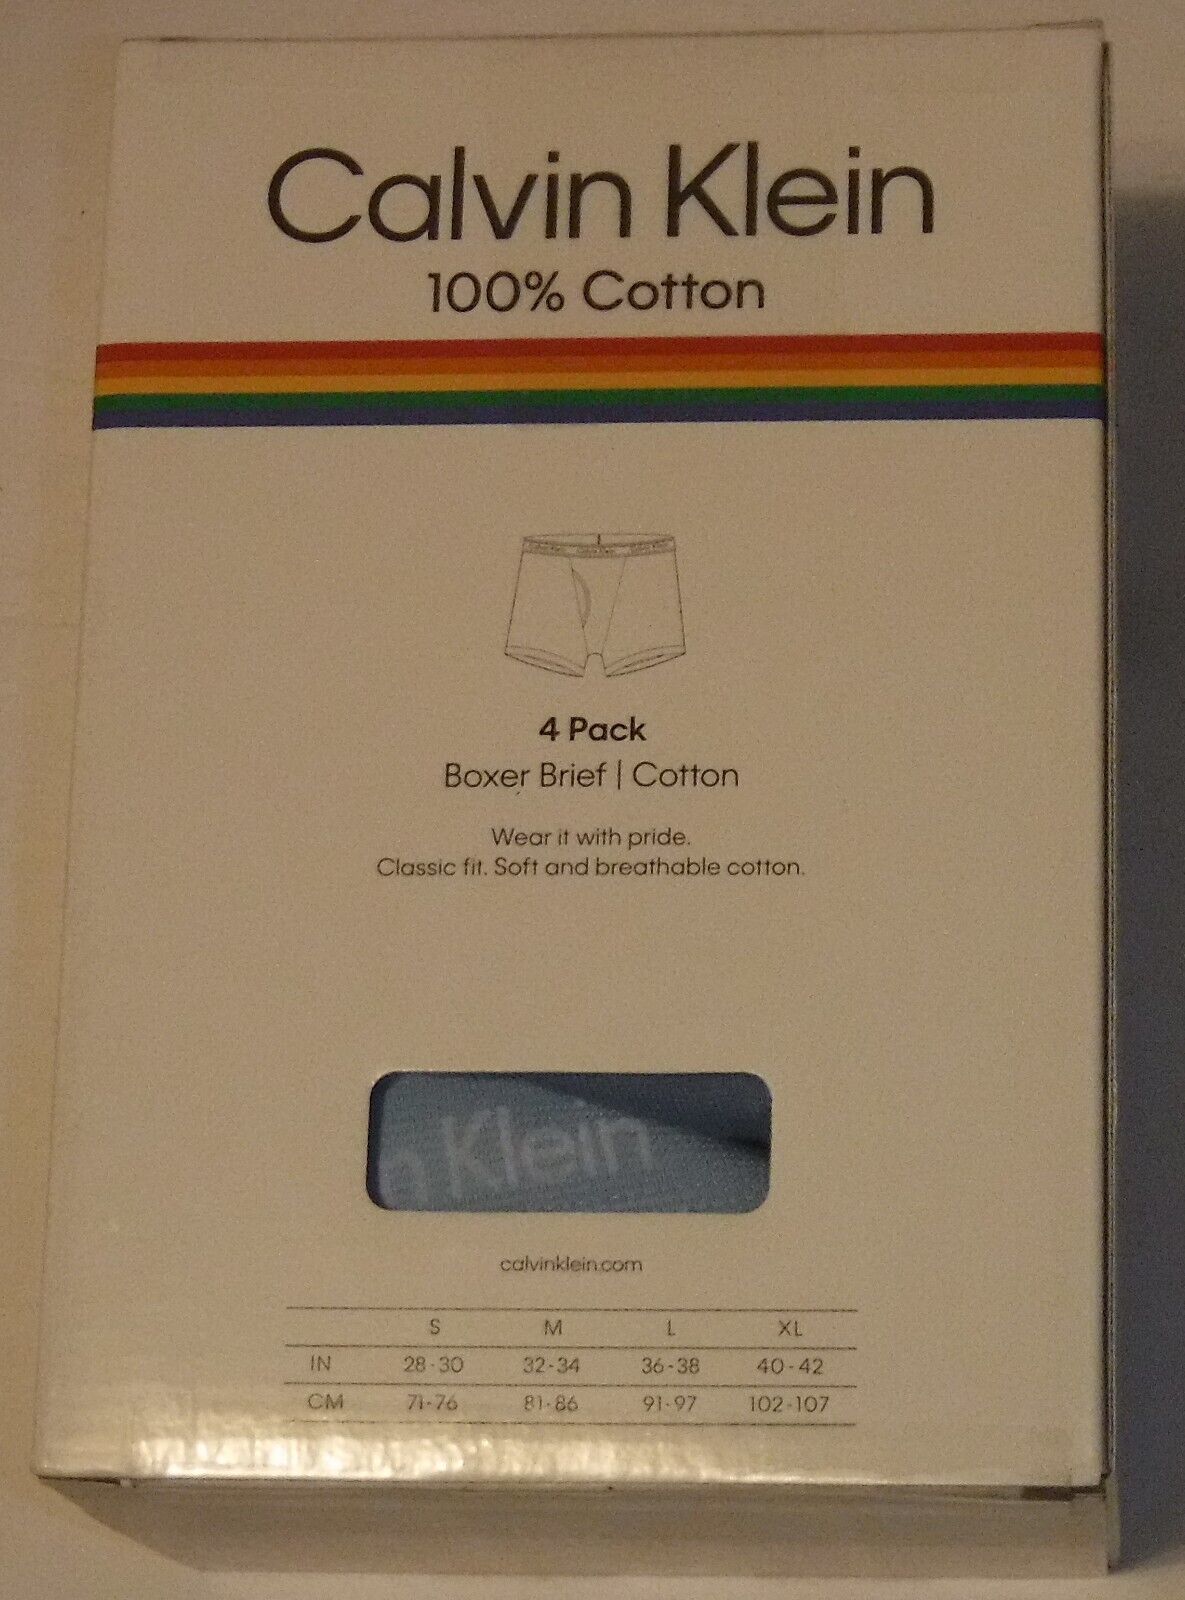 Calvin Klein
100% Cotton
4 Pack
Boxer Brief | Cotton
Wear it with pride.
Classic fit. Soft and breathable cotton.
n Klein
calvinklein.com
S M L XL
IN 28-30 32-34 36-38 40-42
CM 71-76 81-86 91-97 102-107